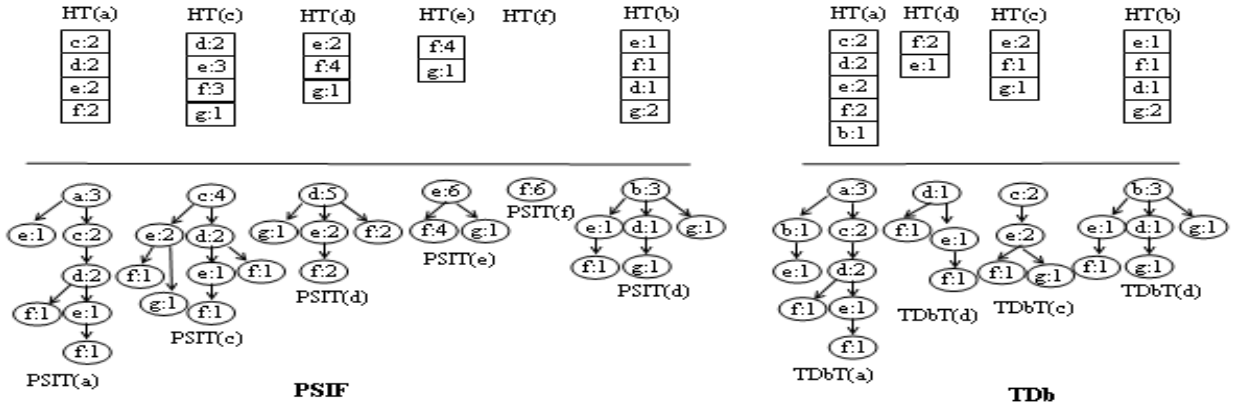 HT(a) HT(c) HT(d) HT(e) HT(f) HT(b) HT(a) HT(d) HT(c) HT(b)
c:2 d:2 e:2 f:4 e:1 c:2 f:2 e:2 e:1
d:2 e:3 f:4 g:1 f:1 d:2 e:1 f:1 f:1
e:2 f:3 g:1 d:1 e:2 g:1 d:1
f:2 g:1 g:2 f:2 g:2
b:1
a:3 c:4 d:5 e:6 f:6 b:3 a:3 d:1 c:2 b:3
PSIT(f)
e:1 c:2 e:2 d:2 g:1 e:2 f:2 f:4 g:1 e:1 d:1 g:1 b:1 c:2 f:1 e:1 e:2 e:1 d:1 g:1
PSIT(e)
d:2 f:1 e:1 f:1 f:2 f:1 g:1 e:1 d:2 f:1 f:1 g:1 f:1 g:1
PSIT(d) PSIT(d) TDbT(d) TDbT(c) TDbT(d)
f:1 e:1 g:1 f:1 f:1 e:1
PSIT(c)
f:1 f:1
PSIT(a) TDbT(a)
PSIF TDb